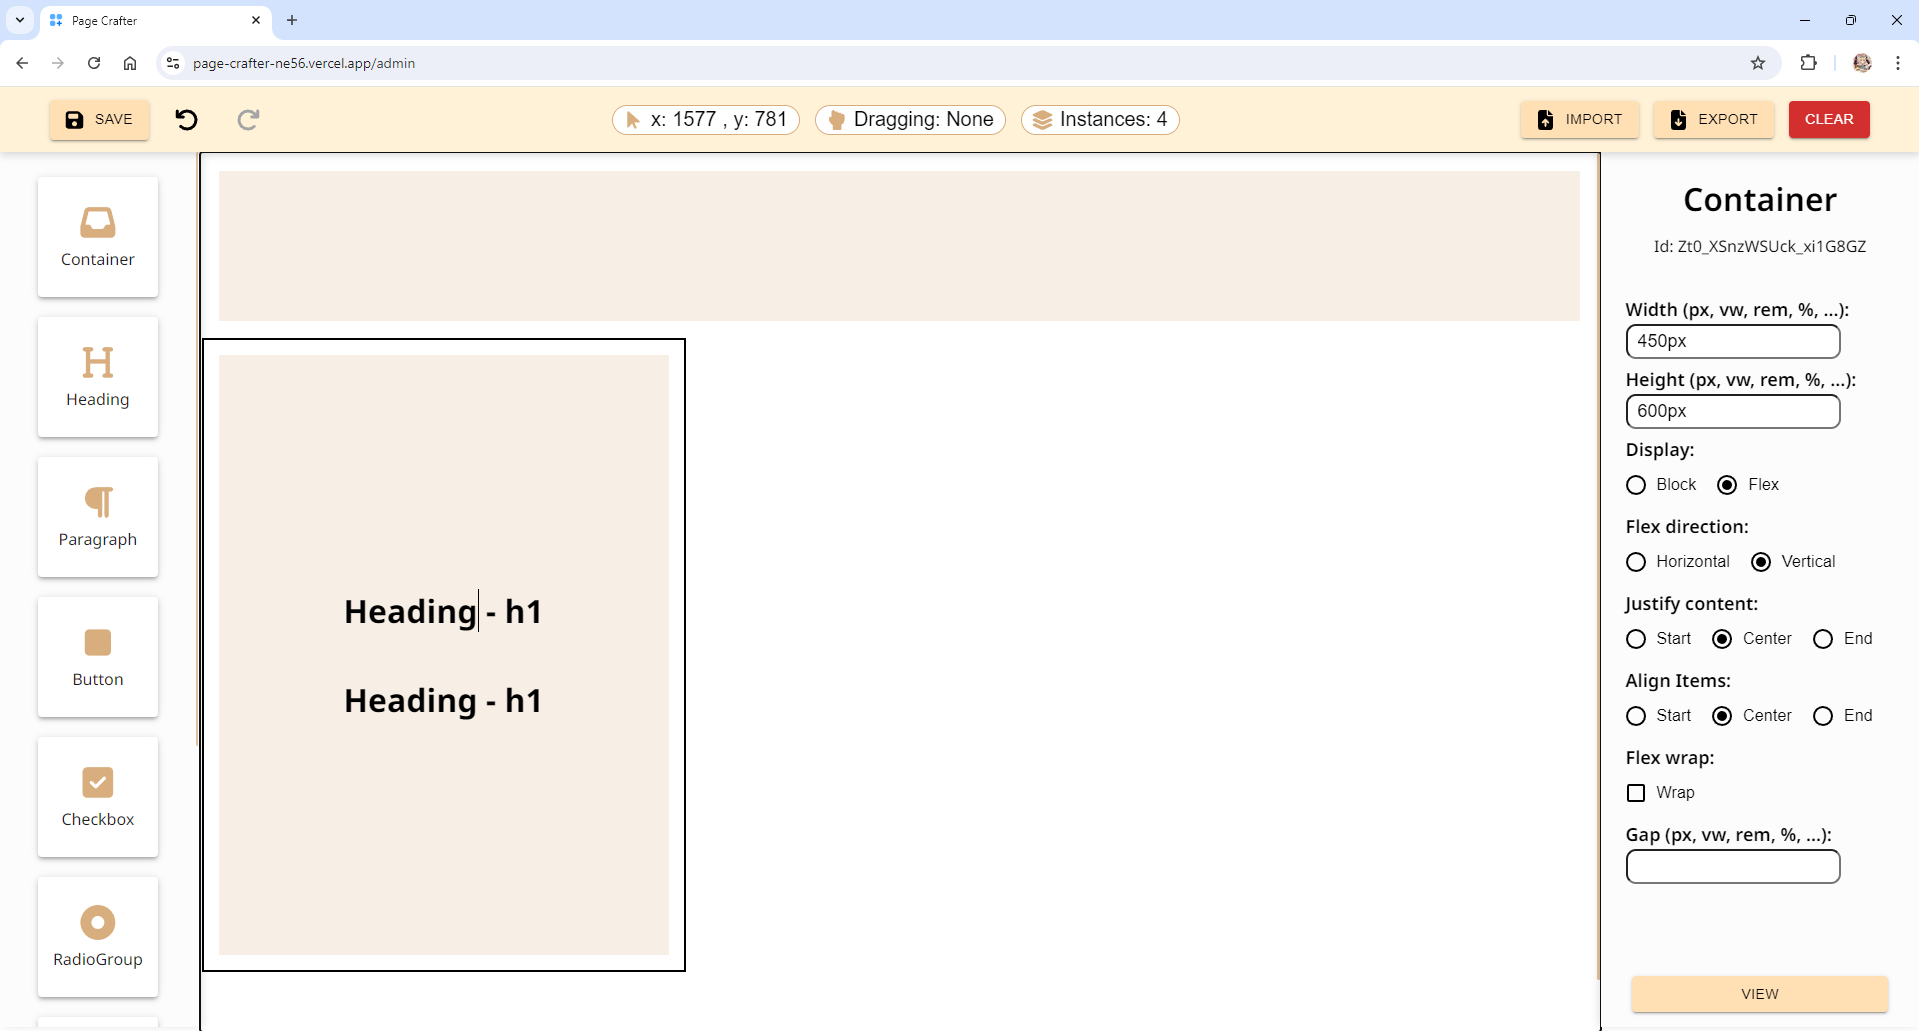 Page Crafter
page-crafter-ne56.vercel.app/admin
SAVE
x: 1577 , y: 781
Dragging: None
Instances: 4
IMPORT
EXPORT
CLEAR
Container
Heading
Paragraph
Button
Checkbox
RadioGroup
Heading - h1
Heading - h1
Container
Id: Zt0_XSnzWSUck_xi1G8GZ
Width (px, vw, rem, %, ...):
450px
Height (px, vw, rem, %, ...):
600px
Display:
Block Flex
Flex direction:
Horizontal Vertical
Justify content:
Start Center End
Align Items:
Start Center End
Flex wrap:
Wrap
Gap (px, vw, rem, %, ...):
VIEW